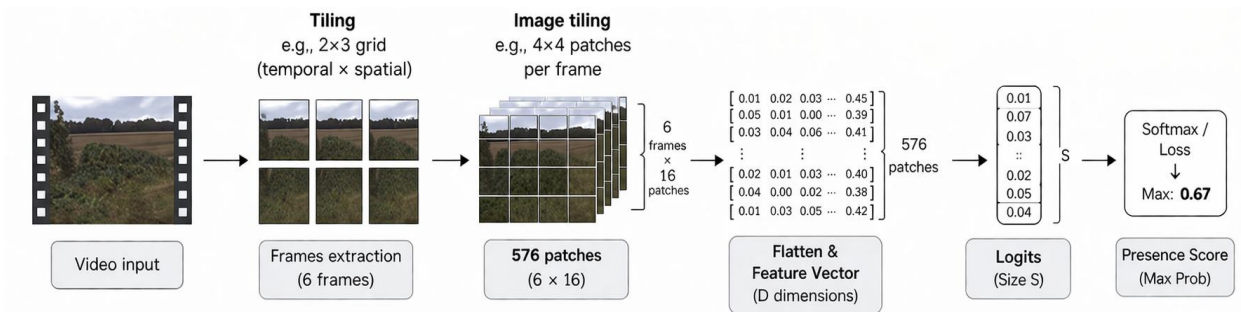 Tiling
e.g,, 2×3 grid
(temporal × spatial)
Image tiling
e.g,, 4×4 patches
per frame
Video input
Frames extraction
(6 frames)
6
frames
×
16
patches
576 patches
(6 × 16)
[ 0.01 0.02 0.03 ··· 0.45 ]
[ 0.05 0.01 0.00 ··· 0.39 ]
[ 0.03 0.04 0.06 ··· 0.41 ]
⋮ ⋮ ⋮
[ 0.02 0.01 0.03 ··· 0.40 ]
[ 0.04 0.00 0.02 ··· 0.38 ]
[ 0.01 0.03 0.05 ··· 0.42 ]
576
patches
Flatten &
Feature Vector
(D dimensions)
0.01
0.07
0.03
::
0.02
0.05
0.04
S
Logits
(Size S)
Softmax /
Loss
↓
Max: 0.67
Presence Score
(Max Prob)